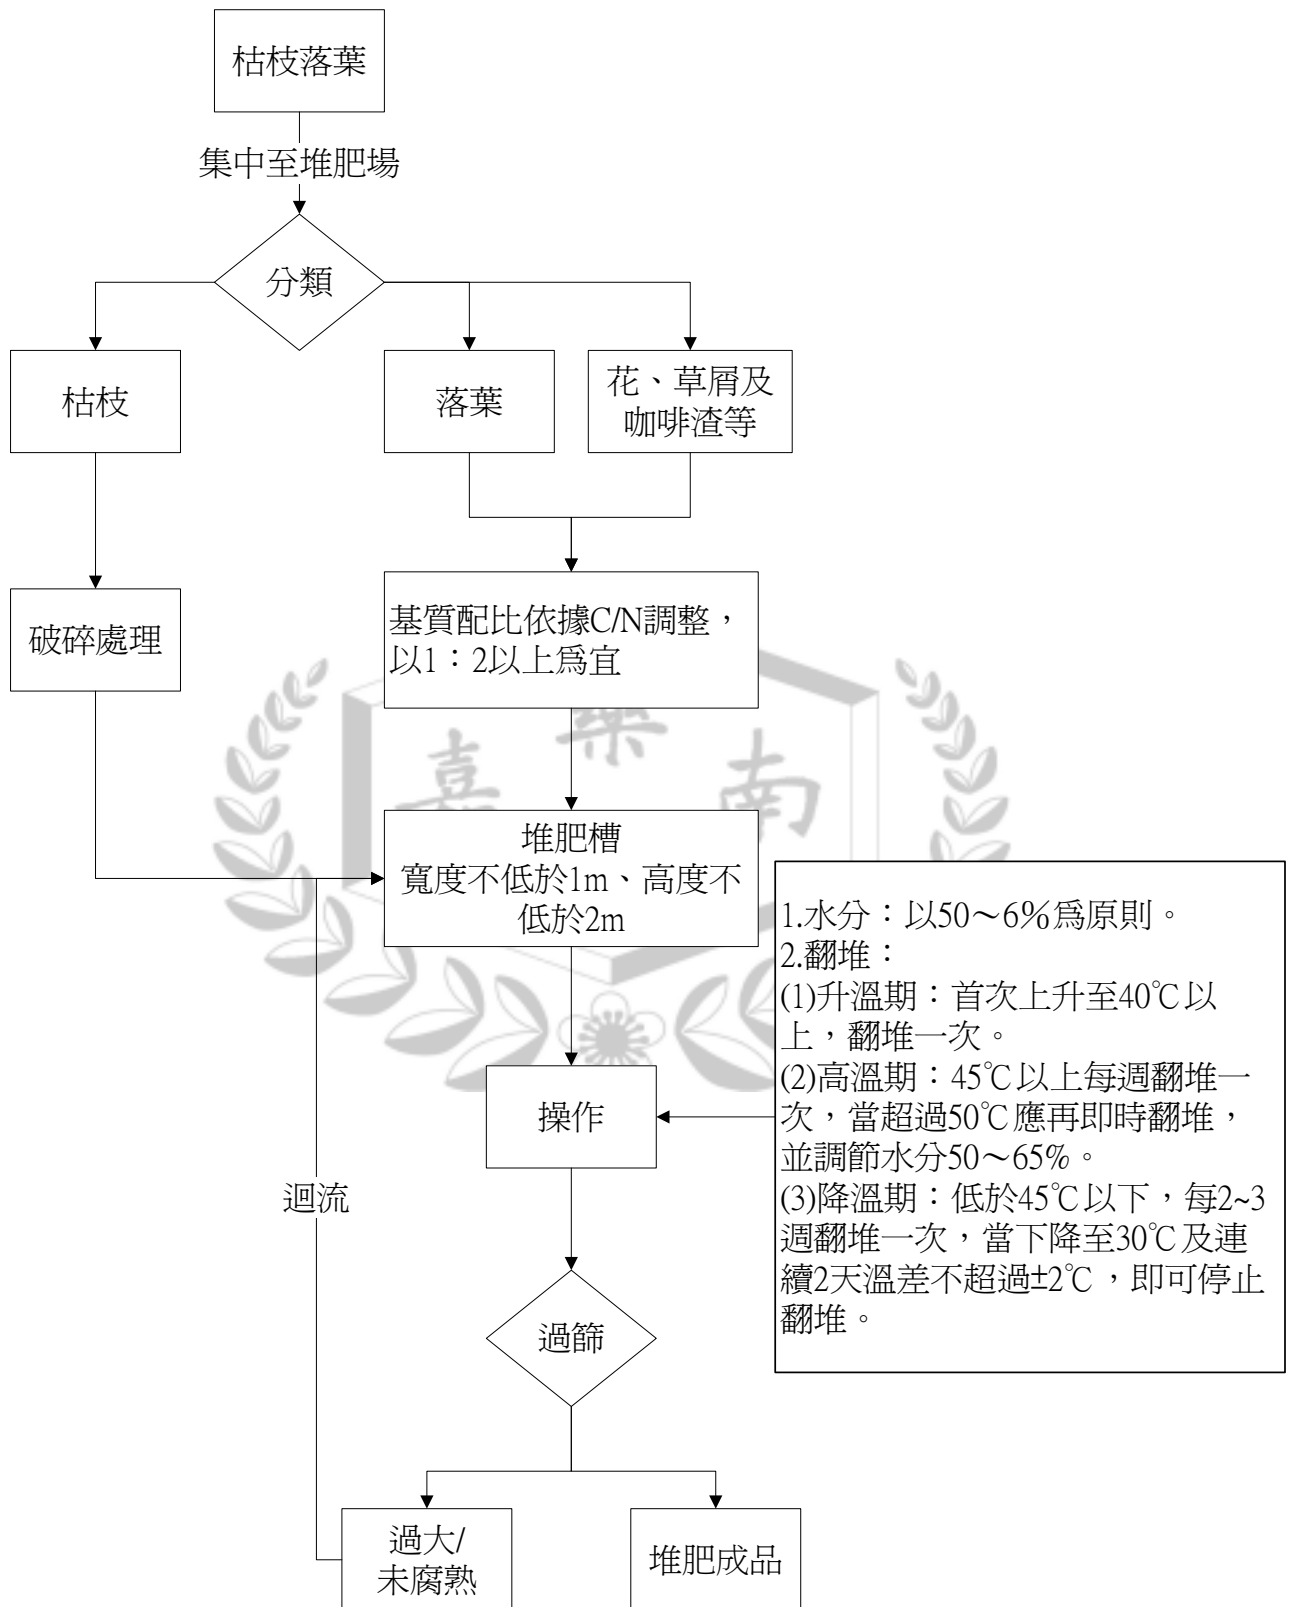 枯枝落葉
集中至堆肥場
分類
枯枝
落葉
花、草屑及
咖啡渣等
破碎處理
基質配比依據C/N調整，
以1：2以上為宜
嘉
藥
南
堆肥槽
寬度不低於1m、高度不
低於2m
1.水分：以50～6%為原則。
2.翻堆：
(1)升溫期：首次上升至40℃以
上，翻堆一次。
(2)高溫期：45℃以上每週翻堆一
次，當超過50℃應再即時翻堆，
並調節水分50～65%。
(3)降溫期：低於45℃以下，每2~3
週翻堆一次，當下降至30℃及連
續2天溫差不超過±2℃，即可停止
翻堆。
操作
迴流
過篩
過大/
未腐熟
堆肥成品